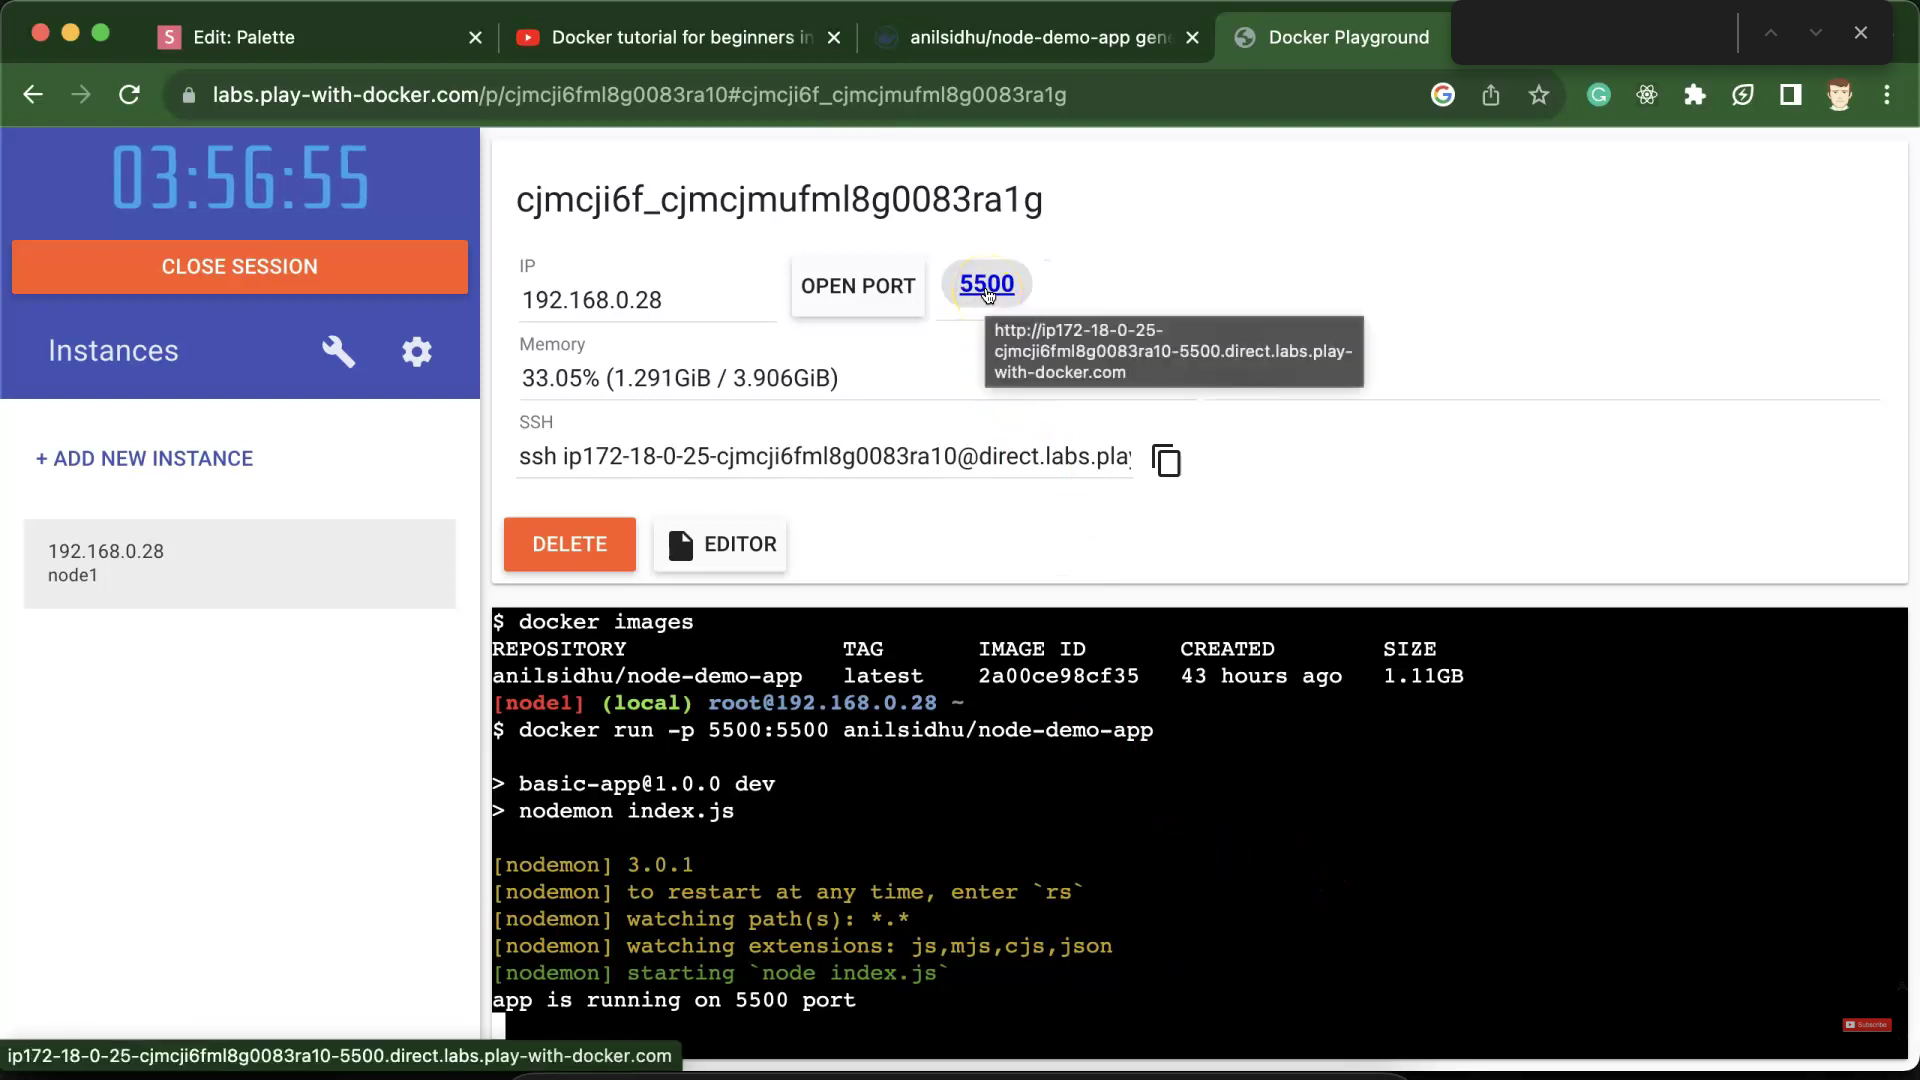 S Edit: Palette
Docker tutorial for beginners in
anilsidhu/node-demo-app gene
Docker Playground
labs.play-with-docker.com/p/cjmcji6fml8g0083ra10#cjmcji6f_cjmcjmufml8g0083ra1g
03:56:55
CLOSE SESSION
Instances
+ ADD NEW INSTANCE
192.168.0.28
node1
cjmcji6f_cjmcjmufml8g0083ra1g
IP
192.168.0.28
OPEN PORT
5500
http://ip172-18-0-25-
cjmcji6fml8g0083ra10-5500.direct.labs.play-
with-docker.com
Memory
33.05% (1.291GiB / 3.906GiB)
SSH
ssh ip172-18-0-25-cjmcji6fml8g0083ra10@direct.labs.play
DELETE
EDITOR
$ docker images
REPOSITORY TAG IMAGE ID CREATED SIZE
anilsidhu/node-demo-app latest 2a00ce98cf35 43 hours ago 1.11GB
[node1] (local) root@192.168.0.28 ~
$ docker run -p 5500:5500 anilsidhu/node-demo-app
> basic-app@1.0.0 dev
> nodemon index.js
[nodemon] 3.0.1
[nodemon] to restart at any time, enter `rs`
[nodemon] watching path(s): *.*
[nodemon] watching extensions: js,mjs,cjs,json
[nodemon] starting `node index.js`
app is running on 5500 port
Subscribe
ip172-18-0-25-cjmcji6fml8g0083ra10-5500.direct.labs.play-with-docker.com